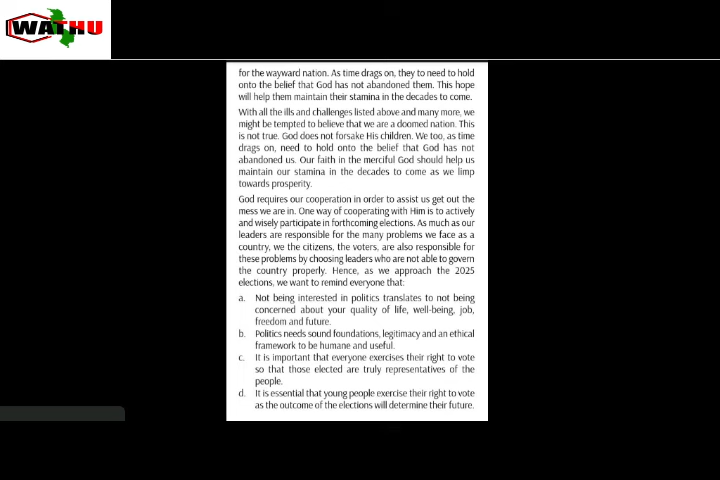 WATHU
for the wayward nation. As time drags on, they to need to hold
onto the belief that God has not abandoned them. This hope
will help them maintain their stamina in the decades to come.
With all the ills and challenges listed above and many more, we
might be tempted to believe that we are a doomed nation. This
is not true. God does not forsake His children. We too, as time
drags on, need to hold onto the belief that God has not
abandoned us. Our faith in the merciful God should help us
maintain our stamina in the decades to come as we limp
towards prosperity.
God requires our cooperation in order to assist us get out the
mess we are in. One way of cooperating with Him is to actively
and wisely participate in forthcoming elections. As much as our
leaders are responsible for the many problems we face as a
country, we the citizens, the voters, are also responsible for
these problems by choosing leaders who are not able to govern
the country properly. Hence, as we approach the 2025
elections, we want to remind everyone that:
a. Not being interested in politics translates to not being
concerned about your quality of life, well-being, job,
freedom and future.
b. Politics needs sound foundations, legitimacy and an ethical
framework to be humane and useful.
c. It is important that everyone exercises their right to vote
so that those elected are truly representatives of the
people.
d. It is essential that young people exercise their right to vote
as the outcome of the elections will determine their future.